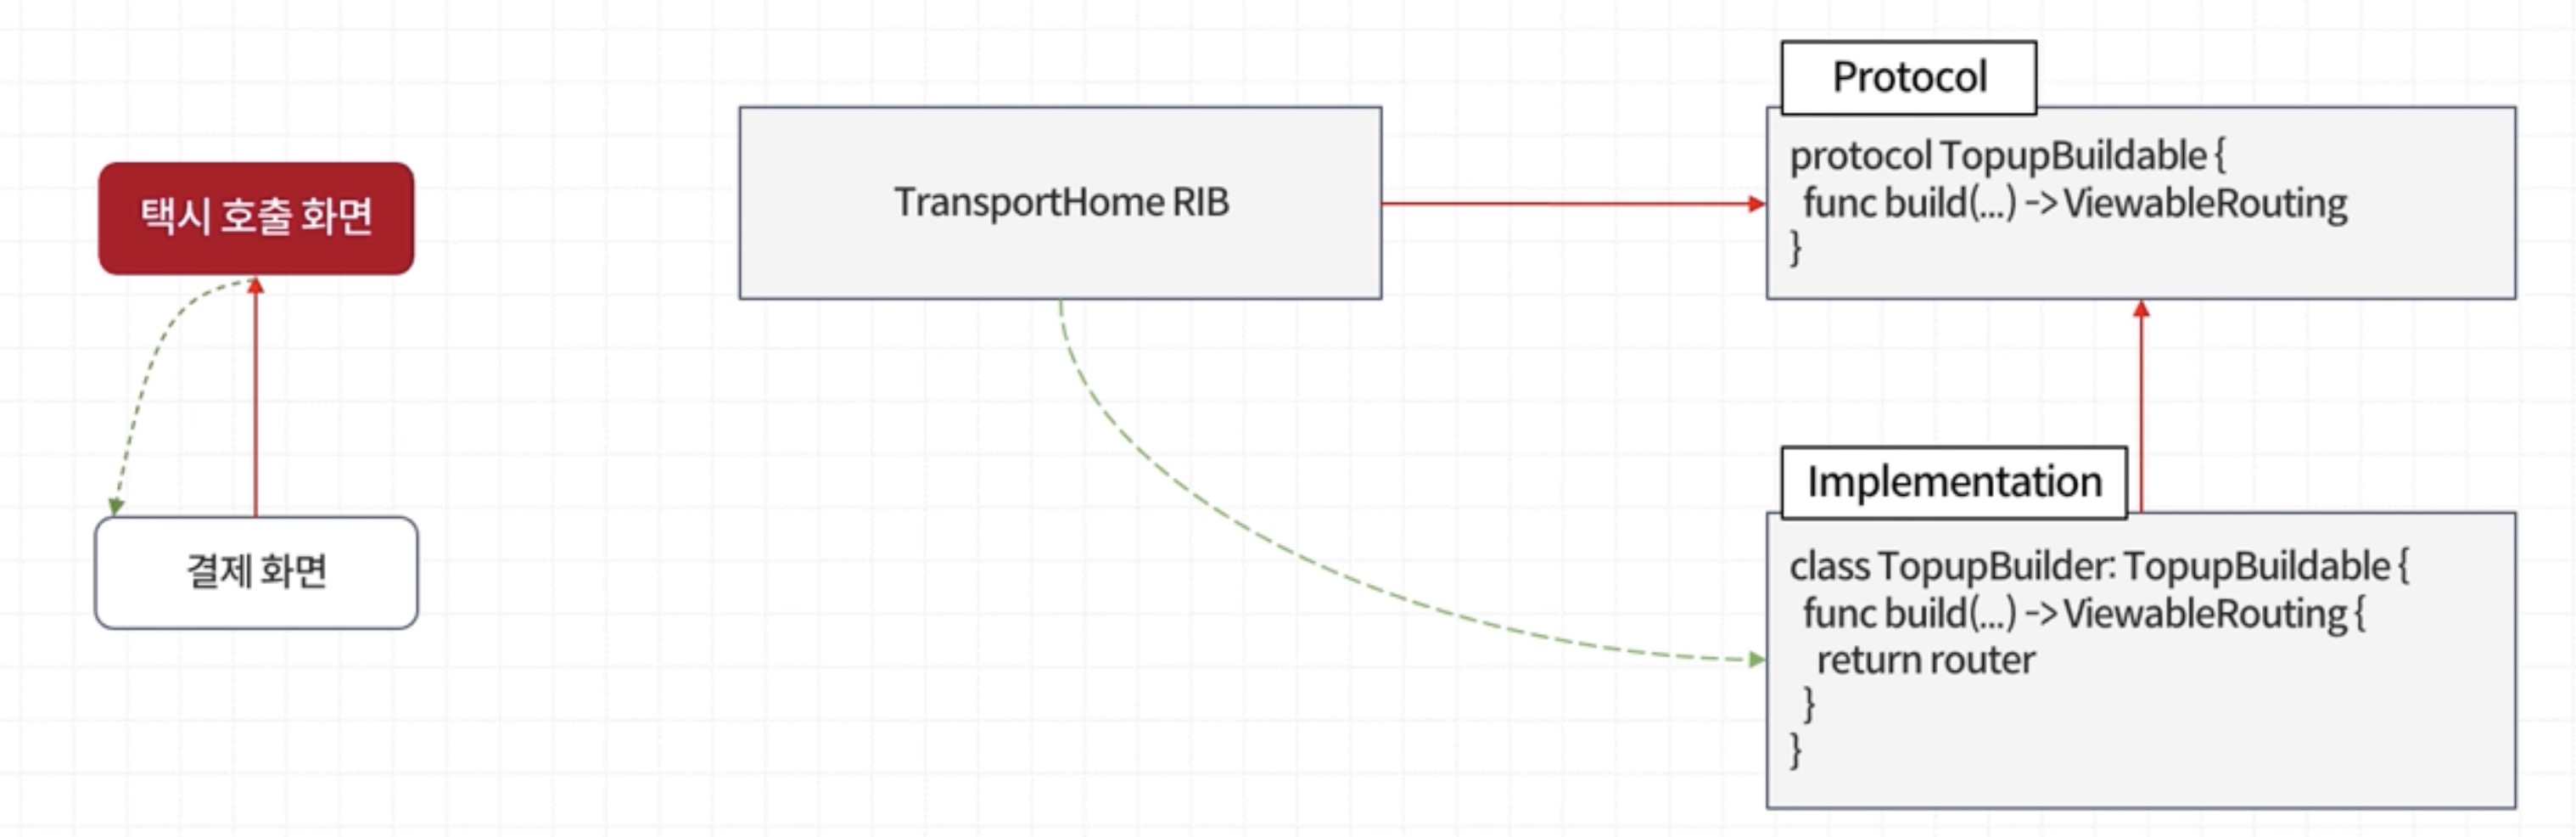 택시 호출 화면
결제 화면
TransportHome RIB
Protocol
protocol TopupBuildable {
func build(...) -> ViewableRouting
}
Implementation
class TopupBuilder: TopupBuildable {
func build(...) -> ViewableRouting {
return router
}
}